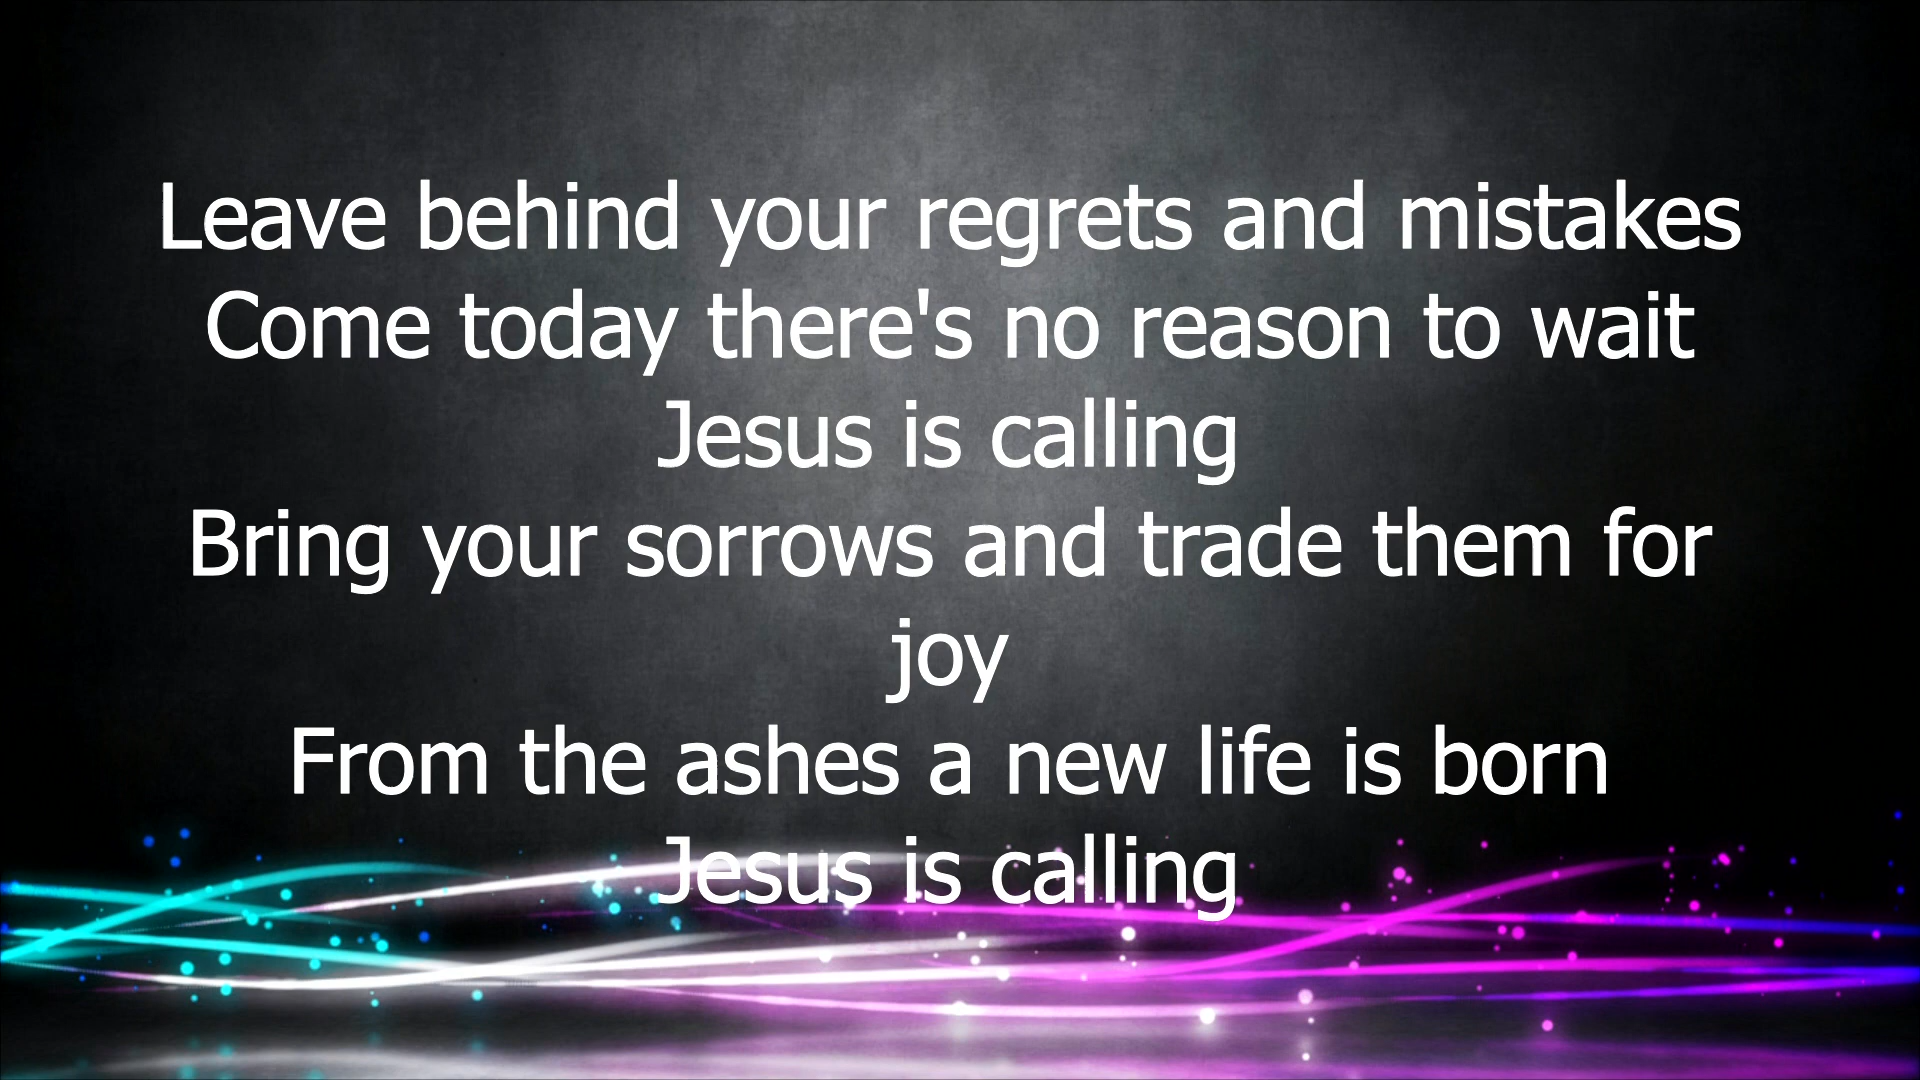 Leave behind your regrets and mistakes
Come today there's no reason to wait
Jesus is calling
Bring your sorrows and trade them for
joy
From the ashes a new life is born
Jesus is calling